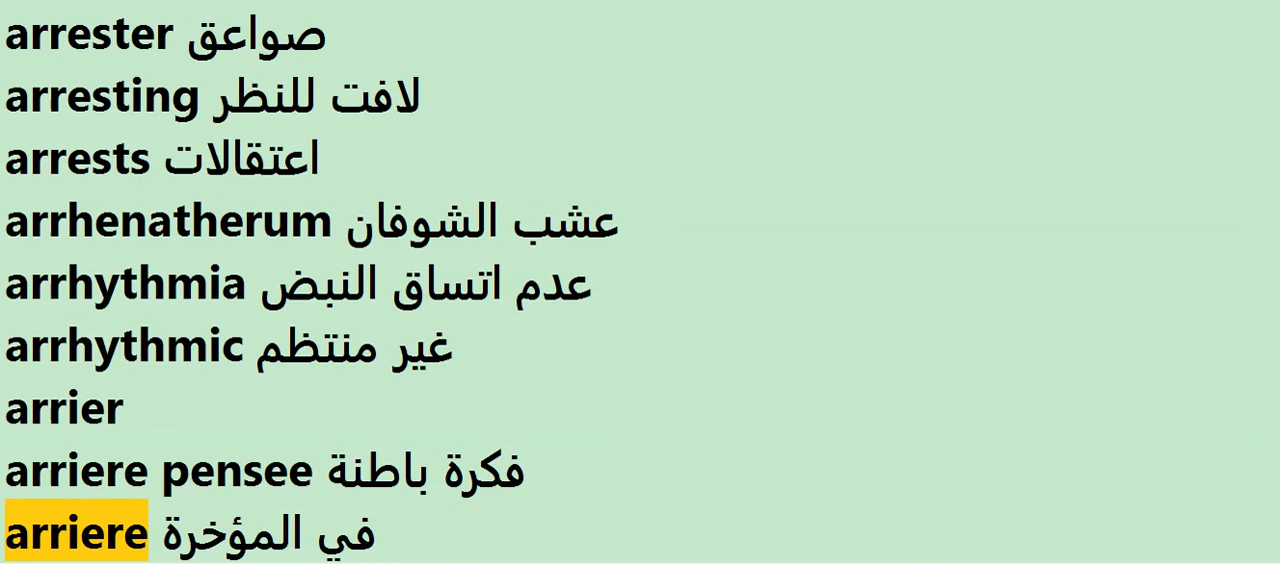 arrester صواعق
arresting لافت للنظر
arrests اعتقالات
arrhenatherum عشب الشوفان
arrhythmia عدم اتساق النبض
arrhythmic غير منتظم
arrier
arriere pensee فكرة باطنة
arriere في المؤخرة